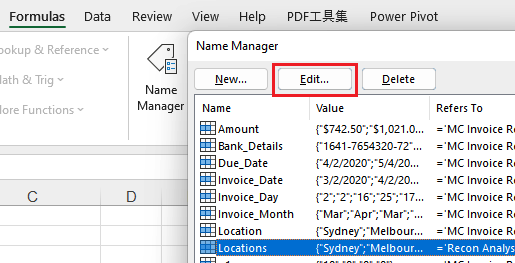 Formulas Data Review View Help PDF工具集 Power Pivot
ookup & Reference
ath & Trig
ore Functions
Name
Manager
Name Manager
New... Edit... Delete
Name Value Refers To
Amount {"$742.50";"$1,021.0... ='MC Invoice Re
Bank_Details {"1641-7654320-72"... ='MC Invoice Re
Due_Date {"4/2/2020";"5/4/20... ='MC Invoice Re
Invoice_Date {"3/2/2020";"4/2/20... ='MC Invoice Re
Invoice_Day {"2";"2";"16";"25";"17... ='MC Invoice Re
Invoice_Month {"Mar";"Apr";"Mar";... ='MC Invoice Re
Location {"Sydney";"Melbour... ='MC Invoice Re
Locations {"Sydney";"Melbour... ='Recon Analys
C D